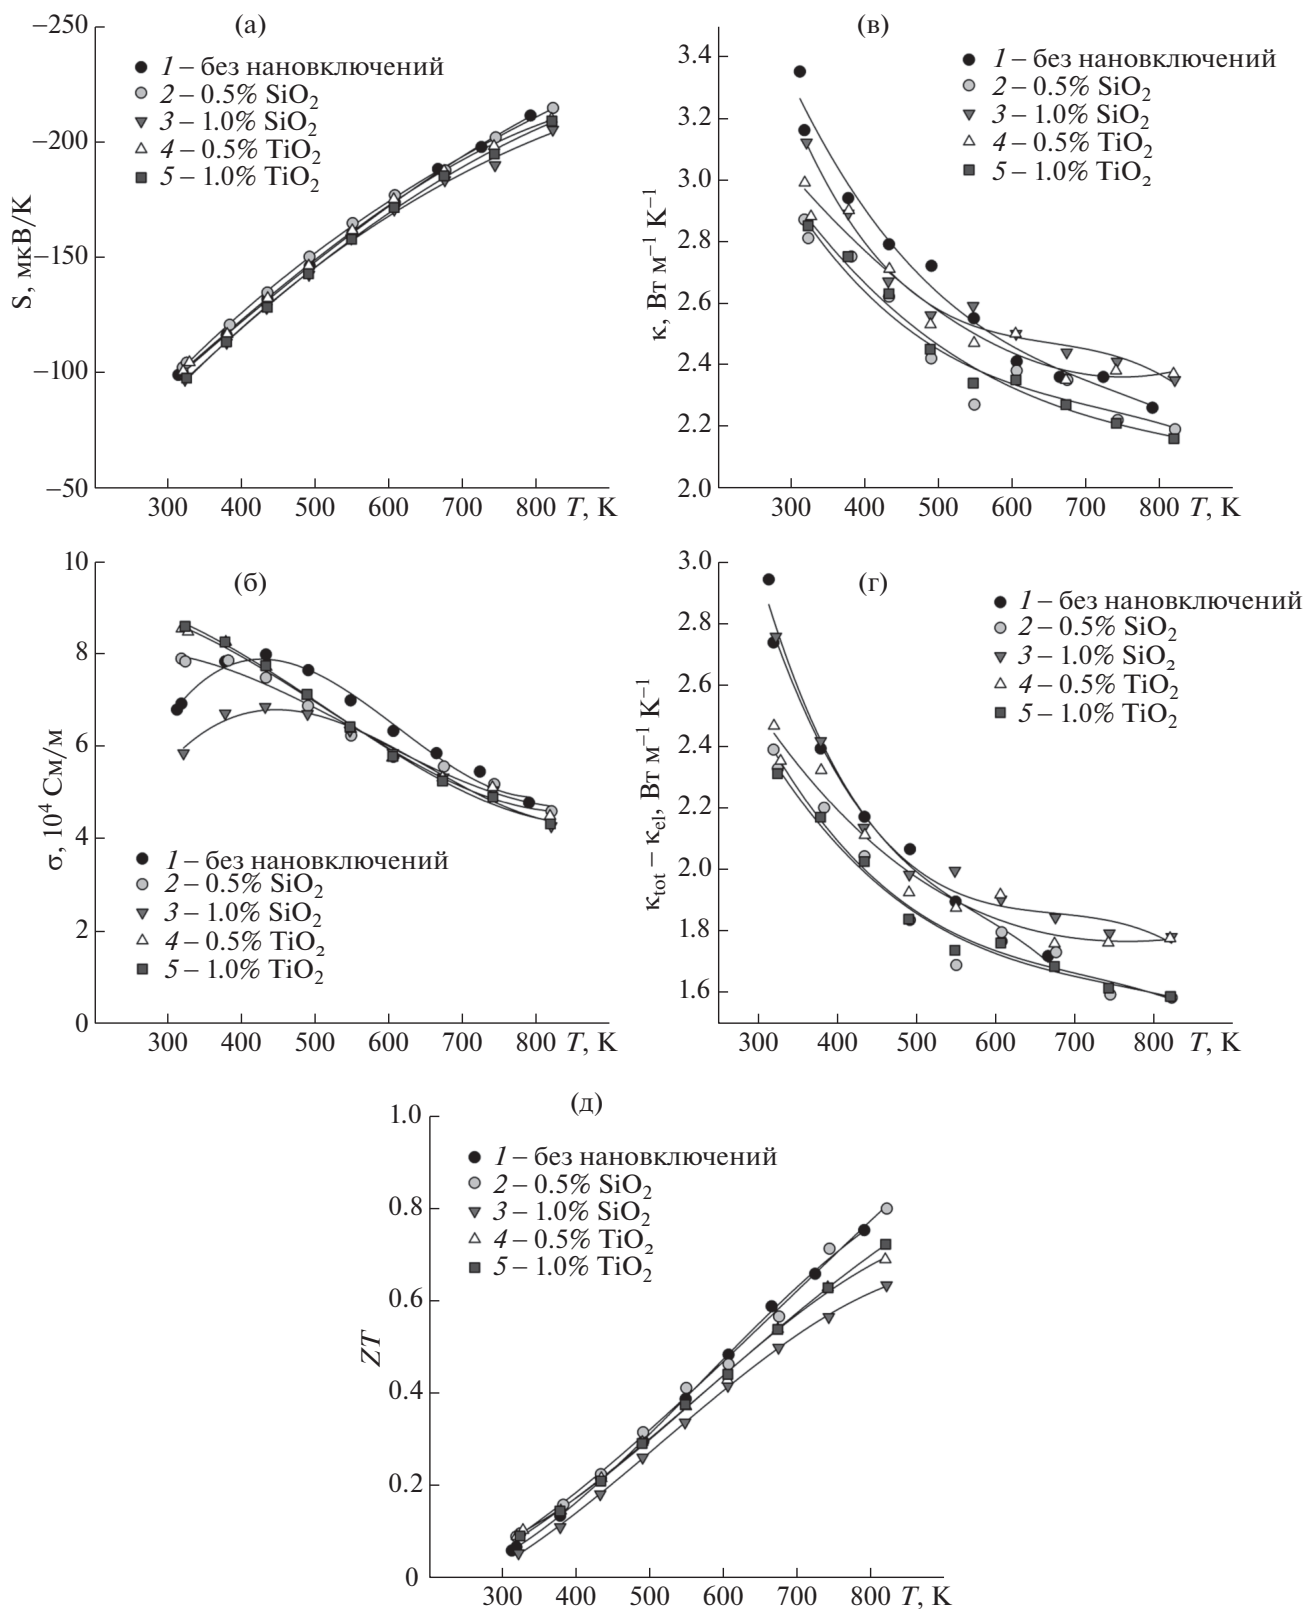 (а)
−250
−200
−150
−100
−50
S, мкВ/К
1 – без нановключений
2 – 0.5% SiO₂
3 – 1.0% SiO₂
4 – 0.5% TiO₂
5 – 1.0% TiO₂
300 400 500 600 700 800 T, К
(в)
3.4
3.2
3.0
2.8
2.6
2.4
2.2
2.0
κ, Вт м⁻¹ К⁻¹
1 – без нановключений
2 – 0.5% SiO₂
3 – 1.0% SiO₂
4 – 0.5% TiO₂
5 – 1.0% TiO₂
300 400 500 600 700 800 T, К
(б)
10
8
6
4
2
0
σ, 10⁴ См/м
1 – без нановключений
2 – 0.5% SiO₂
3 – 1.0% SiO₂
4 – 0.5% TiO₂
5 – 1.0% TiO₂
300 400 500 600 700 800 T, К
(г)
3.0
2.8
2.6
2.4
2.2
2.0
1.8
1.6
κtot – κel, Вт м⁻¹ К⁻¹
1 – без нановключений
2 – 0.5% SiO₂
3 – 1.0% SiO₂
4 – 0.5% TiO₂
5 – 1.0% TiO₂
300 400 500 600 700 800 T, К
(д)
1.0
0.8
0.6
0.4
0.2
0
ZT
1 – без нановключений
2 – 0.5% SiO₂
3 – 1.0% SiO₂
4 – 0.5% TiO₂
5 – 1.0% TiO₂
300 400 500 600 700 800 T, К